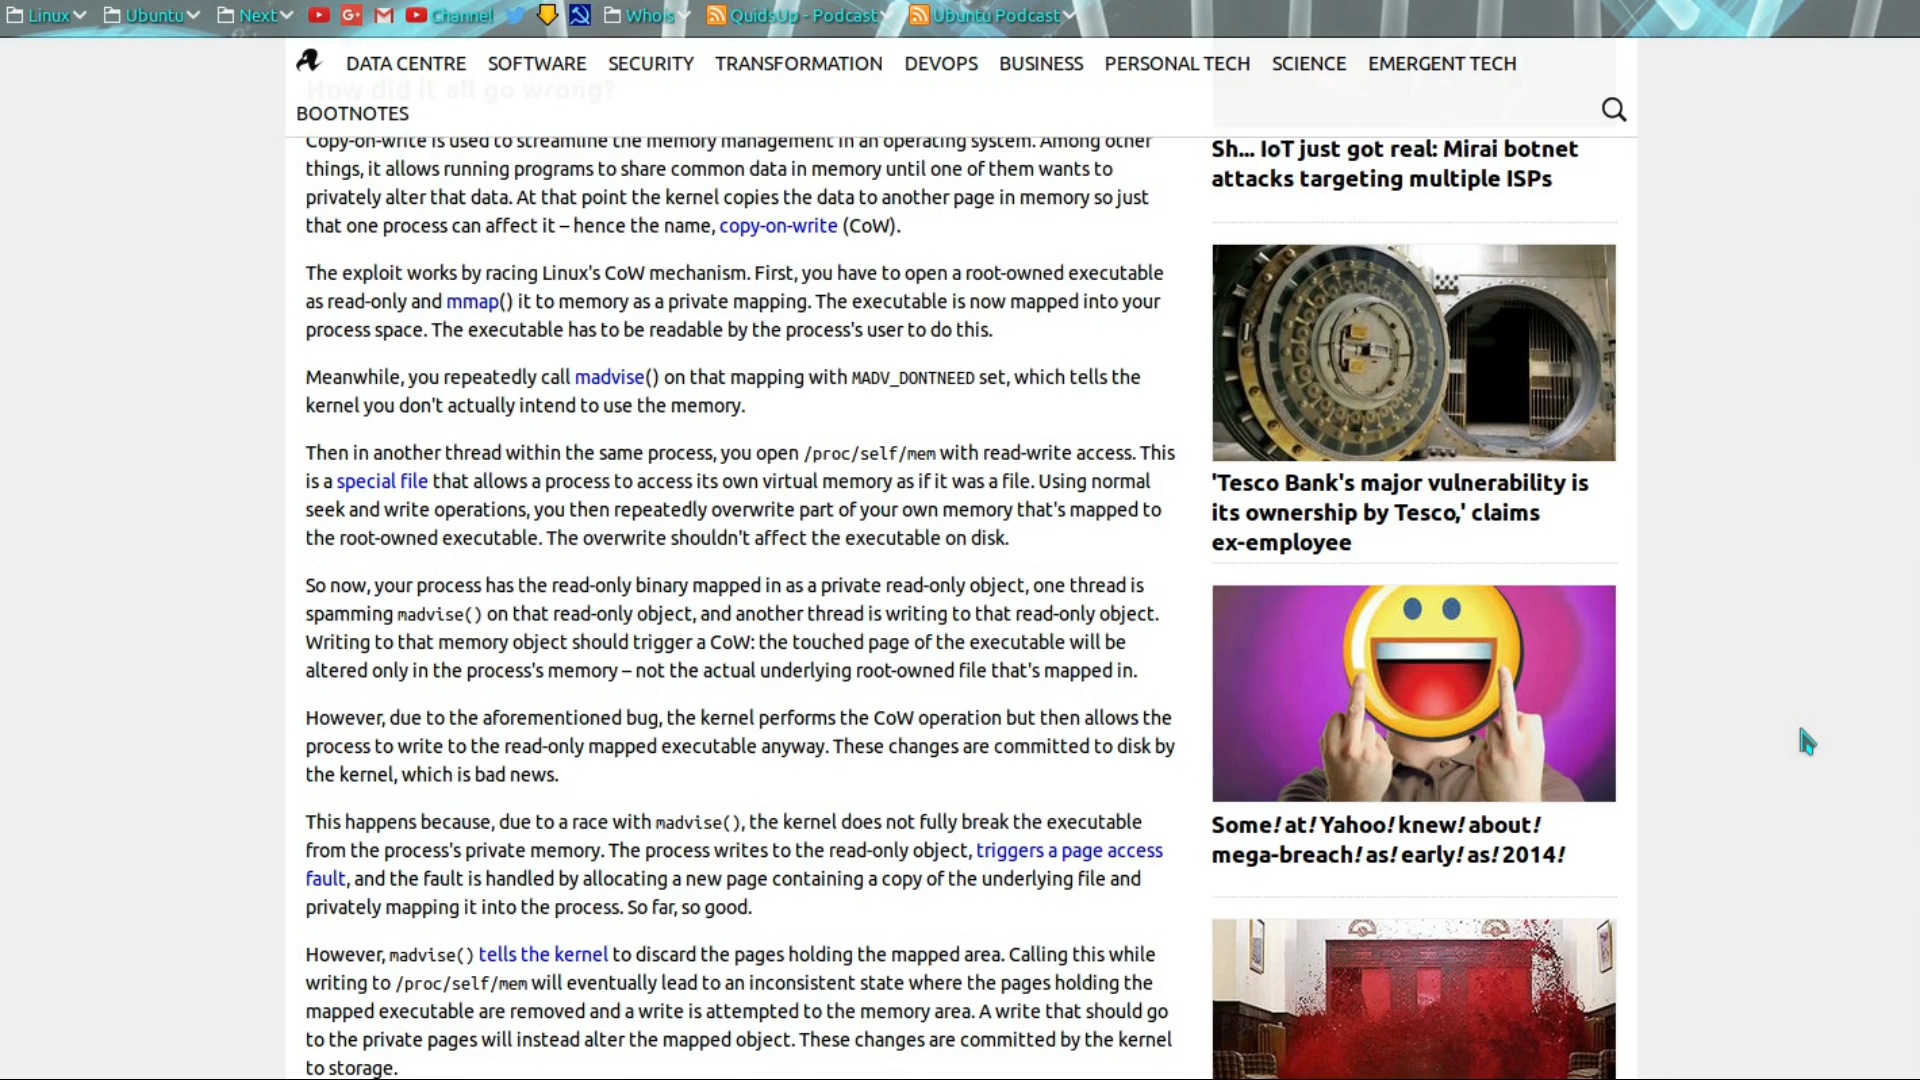 Linux
Ubuntu
Next
Channel
Whois
QuidsUp - Podcast
Ubuntu Podcast
DATA CENTRE SOFTWARE SECURITY TRANSFORMATION DEVOPS BUSINESS PERSONAL TECH SCIENCE EMERGENT TECH
BOOTNOTES
How did it all go wrong?
Copy-on-write is used to streamline the memory management in an operating system. Among other
things, it allows running programs to share common data in memory until one of them wants to
privately alter that data. At that point the kernel copies the data to another page in memory so just
that one process can affect it – hence the name, copy-on-write (CoW).
The exploit works by racing Linux's CoW mechanism. First, you have to open a root-owned executable
as read-only and mmap() it to memory as a private mapping. The executable is now mapped into your
process space. The executable has to be readable by the process's user to do this.
Meanwhile, you repeatedly call madvise() on that mapping with MADV_DONTNEED set, which tells the
kernel you don't actually intend to use the memory.
Then in another thread within the same process, you open /proc/self/mem with read-write access. This
is a special file that allows a process to access its own virtual memory as if it was a file. Using normal
seek and write operations, you then repeatedly overwrite part of your own memory that's mapped to
the root-owned executable. The overwrite shouldn't affect the executable on disk.
So now, your process has the read-only binary mapped in as a private read-only object, one thread is
spamming madvise() on that read-only object, and another thread is writing to that read-only object.
Writing to that memory object should trigger a CoW: the touched page of the executable will be
altered only in the process's memory – not the actual underlying root-owned file that's mapped in.
However, due to the aforementioned bug, the kernel performs the CoW operation but then allows the
process to write to the read-only mapped executable anyway. These changes are committed to disk by
the kernel, which is bad news.
This happens because, due to a race with madvise(), the kernel does not fully break the executable
from the process's private memory. The process writes to the read-only object, triggers a page access
fault, and the fault is handled by allocating a new page containing a copy of the underlying file and
privately mapping it into the process. So far, so good.
However, madvise() tells the kernel to discard the pages holding the mapped area. Calling this while
writing to /proc/self/mem will eventually lead to an inconsistent state where the pages holding the
mapped executable are removed and a write is attempted to the memory area. A write that should go
to the private pages will instead alter the mapped object. These changes are committed by the kernel
to storage.
Sh... IoT just got real: Mirai botnet
attacks targeting multiple ISPs
'Tesco Bank's major vulnerability is
its ownership by Tesco,' claims
ex-employee
Some! at! Yahoo! knew! about!
mega-breach! as! early! as! 2014!